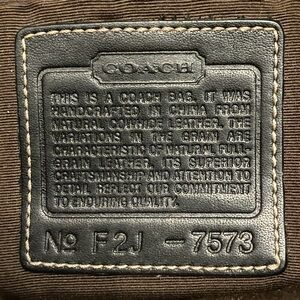 COACH
THIS IS A COACH BAG. IT WAS
HANDCRAFTED IN CHINA FROM
NATURAL COWHIDE LEATHER. THE
VARIATIONS IN THE GRAIN ARE
CHARACTERISTIC OF NATURAL FULL-
GRAIN LEATHER. ITS SUPERIOR
CRAFTSMANSHIP AND ATTENTION TO
DETAIL REFLECT OUR COMMITMENT
TO ENDURING QUALITY.
No F2J - 7573